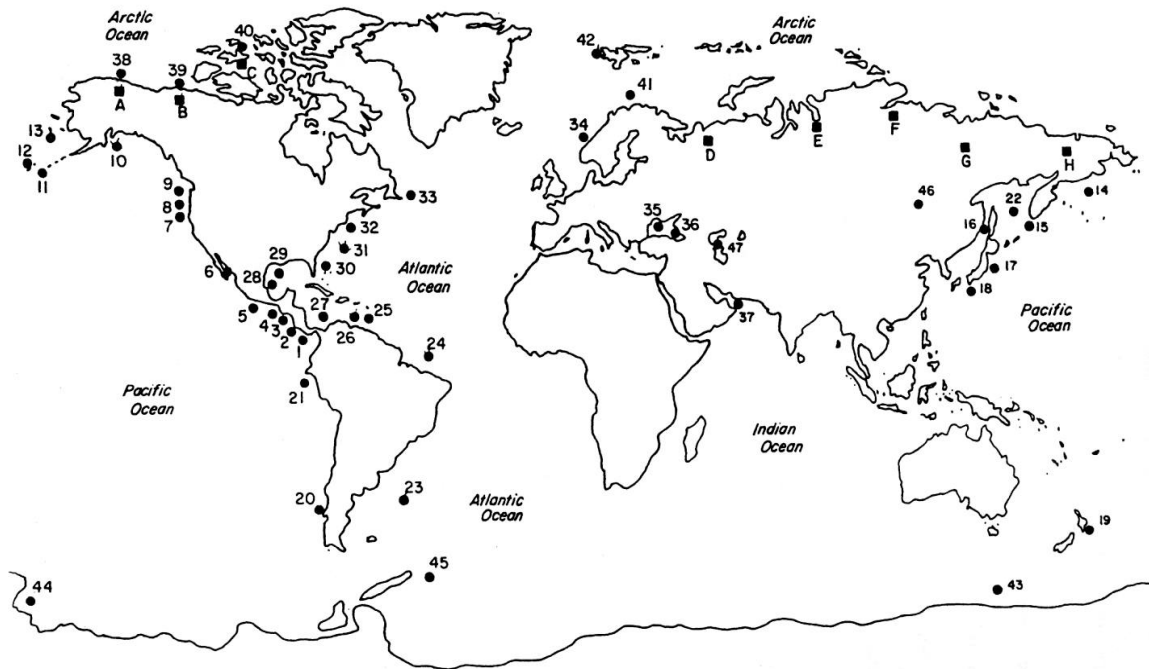 Arctic
Ocean
Arctic
Ocean
40
42
38
39
C
41
A
B
F
13
34
E
12
10
D
G
H
11
9
33
46
14
8
22
7
32
35
36
16
15
29
31
47
6
30
Atlantic
Ocean
17
28
18
27
25
37
5
4
3
26
Pacific
Ocean
2
1
24
Pacific
Ocean
21
Indian
Ocean
20
23
Atlantic
Ocean
19
45
44
43